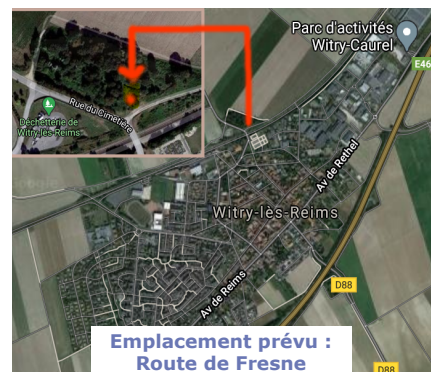 Parc d'activités
Witry-Caurel
E46
Rue du Cimetière
Déchetterie de
Witry-lès-Reims
Av de Rethel
Witry-lès-Reims
D88
Av de Reims
Emplacement prévu :
Route de Fresne
D88